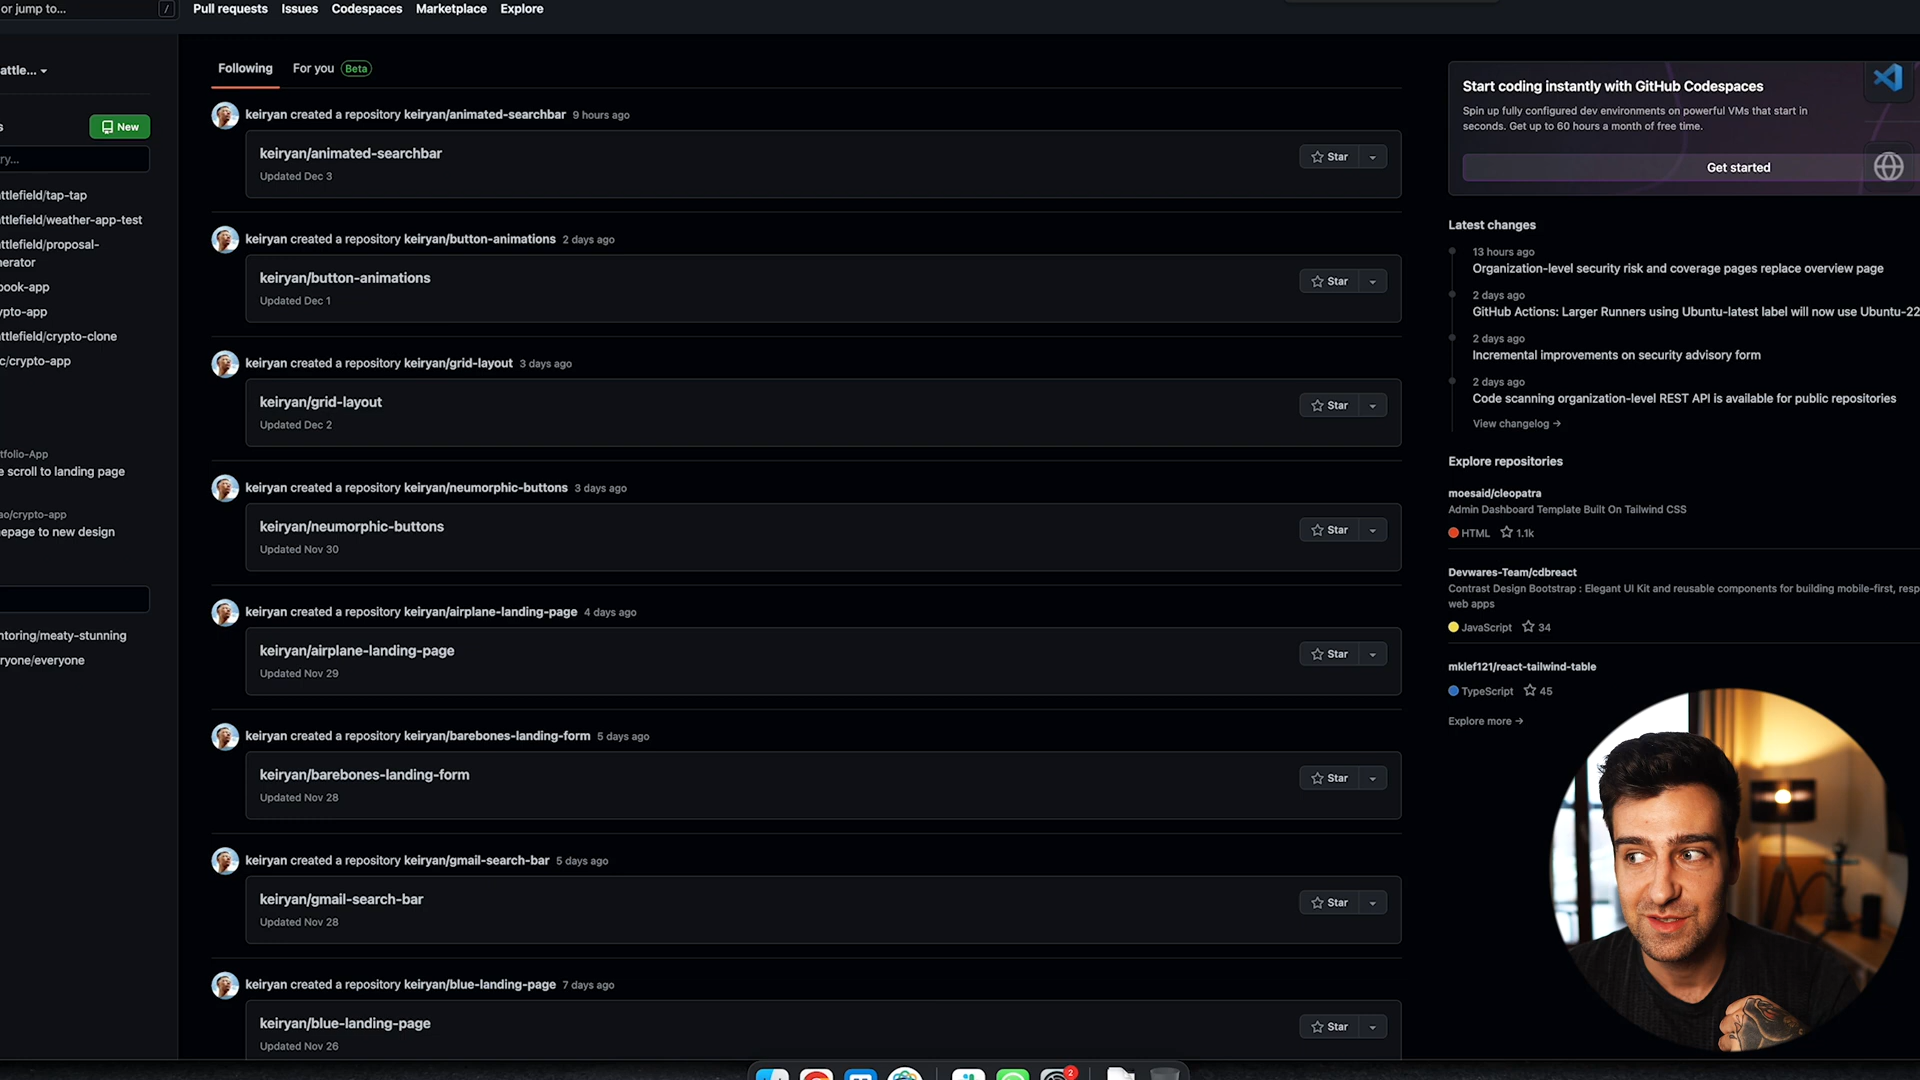 or jump to...
/
Pull requests
Issues
Codespaces
Marketplace
Explore
attle...
s
New
ry...
attlefield/tap-tap
attlefield/weather-app-test
attlefield/proposal-
nerator
book-app
ypto-app
attlefield/crypto-clone
c/crypto-app
tfolio-App
e scroll to landing page
ao/crypto-app
nepage to new design
ntoring/meaty-stunning
ryone/everyone
Following
For you
Beta
keiryan created a repository keiryan/animated-searchbar 9 hours ago
keiryan/animated-searchbar
Updated Dec 3
Star
keiryan created a repository keiryan/button-animations 2 days ago
keiryan/button-animations
Updated Dec 1
Star
keiryan created a repository keiryan/grid-layout 3 days ago
keiryan/grid-layout
Updated Dec 2
Star
keiryan created a repository keiryan/neumorphic-buttons 3 days ago
keiryan/neumorphic-buttons
Updated Nov 30
Star
keiryan created a repository keiryan/airplane-landing-page 4 days ago
keiryan/airplane-landing-page
Updated Nov 29
Star
keiryan created a repository keiryan/barebones-landing-form 5 days ago
keiryan/barebones-landing-form
Updated Nov 28
Star
keiryan created a repository keiryan/gmail-search-bar 5 days ago
keiryan/gmail-search-bar
Updated Nov 28
Star
keiryan created a repository keiryan/blue-landing-page 7 days ago
keiryan/blue-landing-page
Updated Nov 26
Star
Start coding instantly with GitHub Codespaces
Spin up fully configured dev environments on powerful VMs that start in
seconds. Get up to 60 hours a month of free time.
Get started
Latest changes
13 hours ago
Organization-level security risk and coverage pages replace overview page
2 days ago
GitHub Actions: Larger Runners using Ubuntu-latest label will now use Ubuntu-22
2 days ago
Incremental improvements on security advisory form
2 days ago
Code scanning organization-level REST API is available for public repositories
View changelog →
Explore repositories
moesaid/cleopatra
Admin Dashboard Template Built On Tailwind CSS
HTML 1.1k
Devwares-Team/cdbreact
Contrast Design Bootstrap : Elegant UI Kit and reusable components for building mobile-first, resp
web apps
JavaScript 34
mklef121/react-tailwind-table
TypeScript 45
Explore more →
2